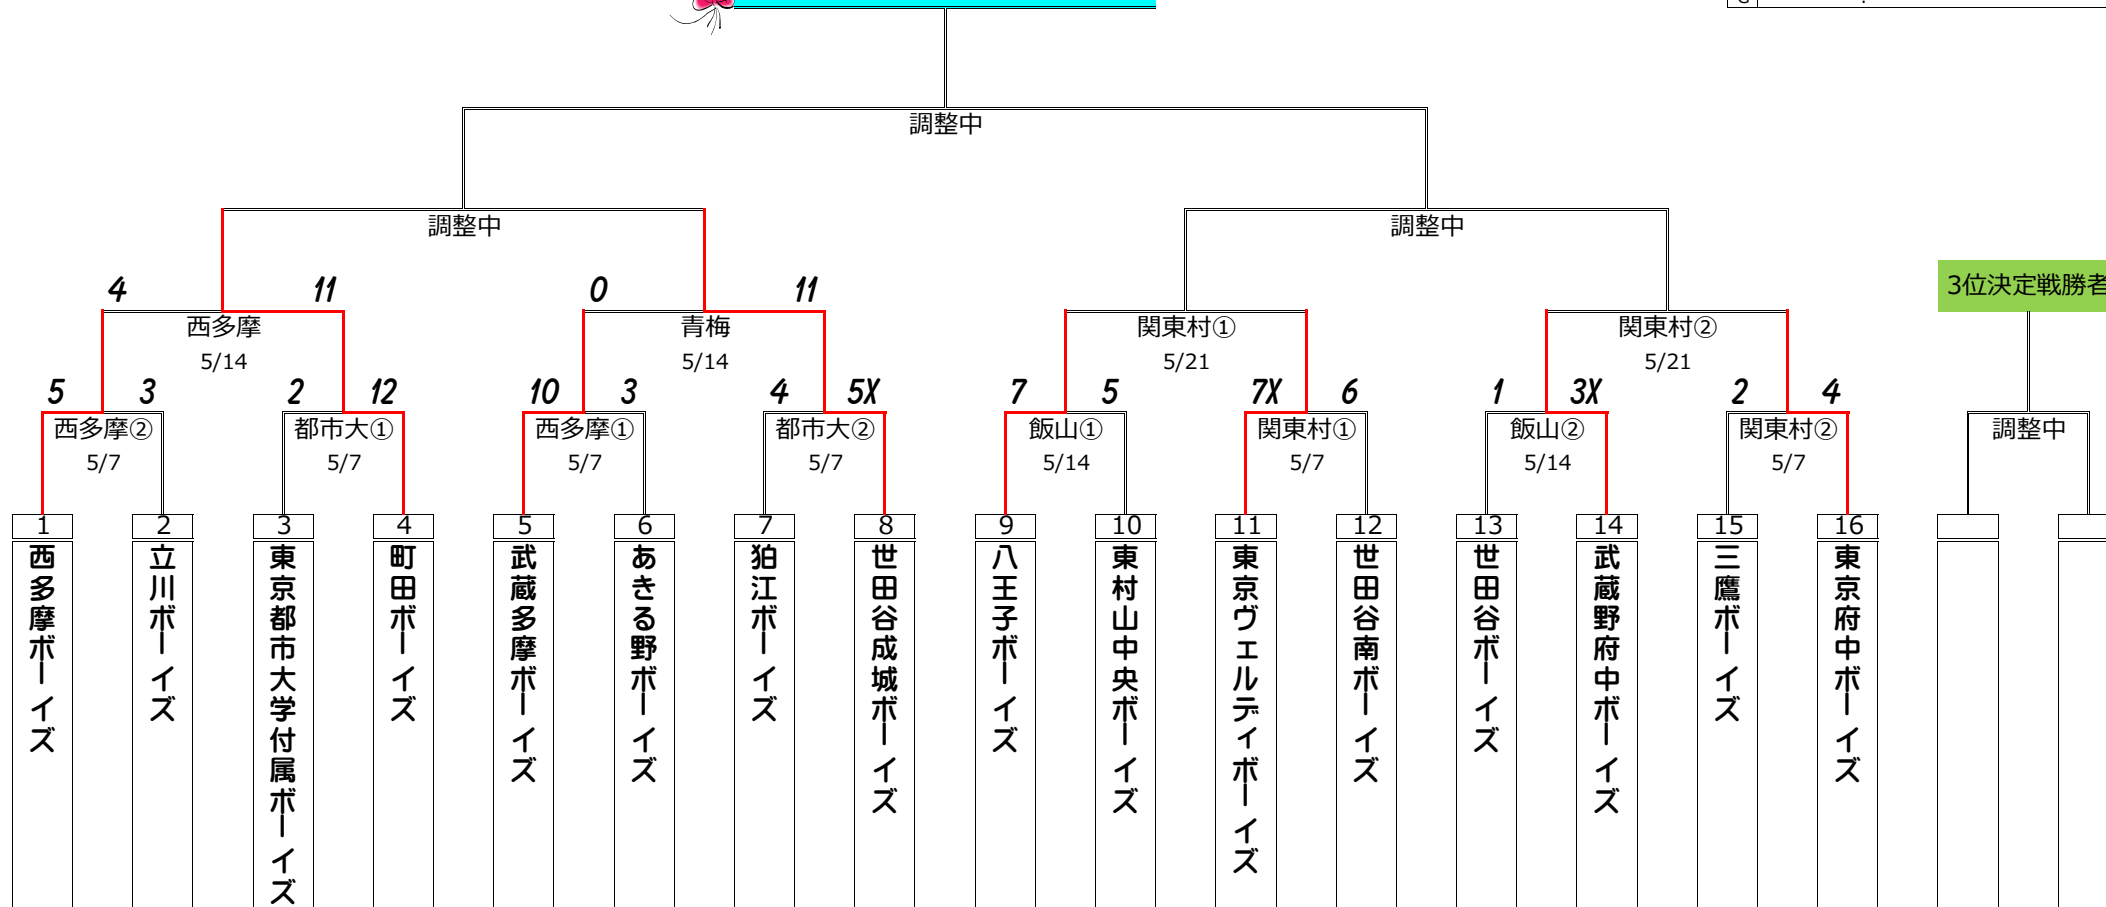 調整中
調整中
調整中
3位決定戦勝者
4
11
0
11
西多摩
5/14
青梅
5/14
関東村①
5/21
関東村②
5/21
5
3
2
12
10
3
4
5X
7
5
7X
6
1
3X
2
4
西多摩②
5/7
都市大①
5/7
西多摩①
5/7
都市大②
5/7
飯山①
5/14
関東村①
5/7
飯山②
5/14
関東村②
5/7
調整中
1
2
3
4
5
6
7
8
9
10
11
12
13
14
15
16
西多摩ボーイズ
立川ボーイズ
東京都市大学付属ボーイズ
町田ボーイズ
武蔵多摩ボーイズ
あきる野ボーイズ
狛江ボーイズ
世田谷成城ボーイズ
八王子ボーイズ
東村山中央ボーイズ
東京ヴェルディボーイズ
世田谷南ボーイズ
世田谷ボーイズ
武蔵野府中ボーイズ
三鷹ボーイズ
東京府中ボーイズ